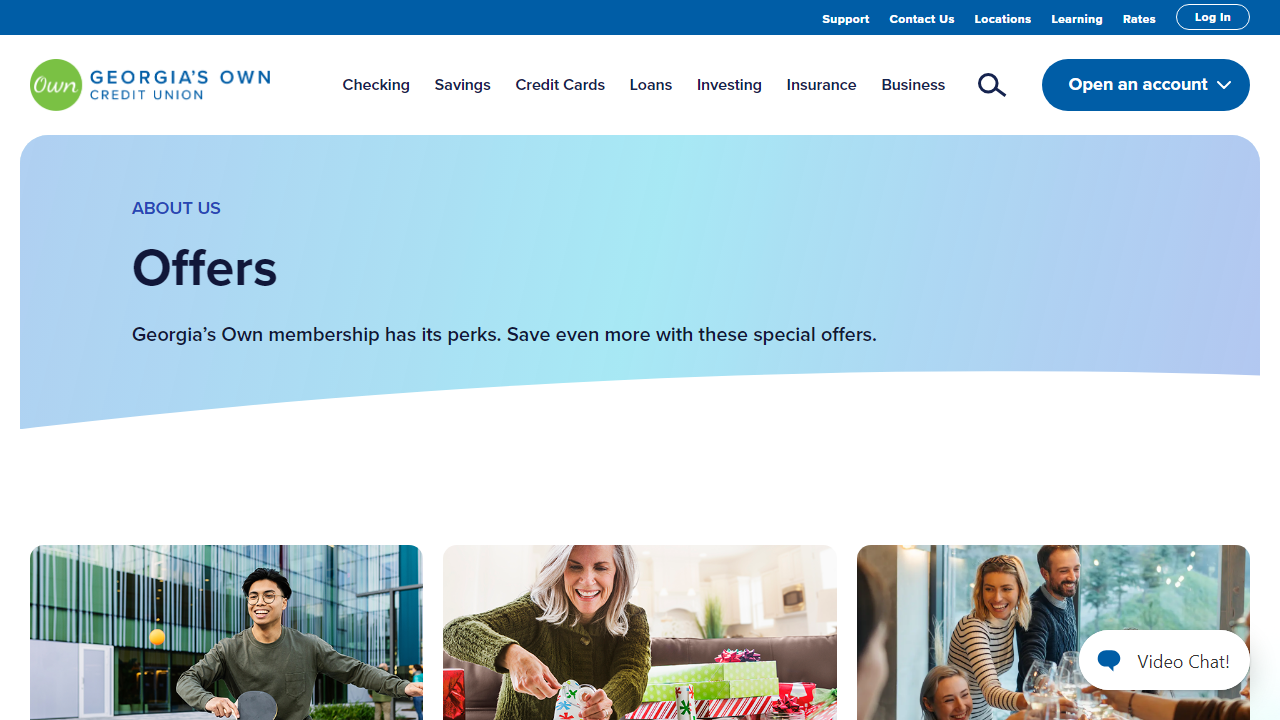 Support Contact Us Locations Learning Rates Log In
Own GEORGIA'S OWN
CREDIT UNION
Checking Savings Credit Cards Loans Investing Insurance Business Open an account
ABOUT US
Offers
Georgia’s Own membership has its perks. Save even more with these special offers.
Video Chat!